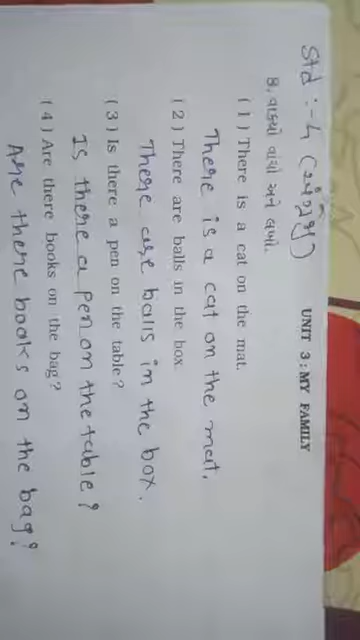 Std :- ५ (અંગ્રેજી)
UNIT 3 : MY FAMILY
8. વાક્યો વાંચો અને લખો.
(1) There is a cat on the mat.
There is a cat on the mat.
(2) There are balls in the box
There are balls in the box.
(3) Is there a pen on the table?
Is there a pen on the table?
(4) Are there books on the bag?
Are there books on the bag?